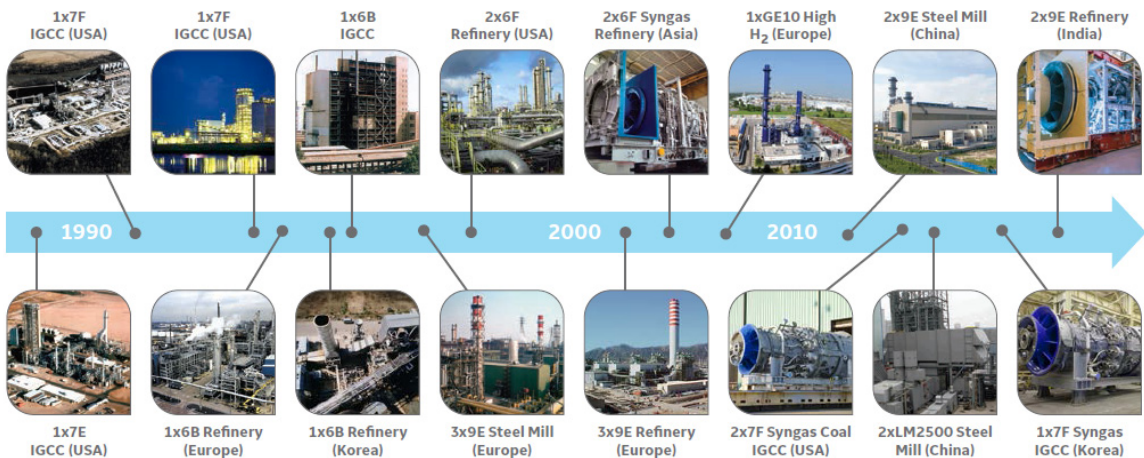 1x7F
IGCC (USA)
1x7F
IGCC (USA)
1x6B
IGCC
2x6F
Refinery (USA)
2x6F Syngas
Refinery (Asia)
1xGE10 High
H2 (Europe)
2x9E Steel Mill
(China)
2x9E Refinery
(India)
1990
2000
2010
1x7E
IGCC (USA)
1x6B Refinery
(Europe)
1x6B Refinery
(Korea)
3x9E Steel Mill
(Europe)
3x9E Refinery
(Europe)
2x7F Syngas Coal
IGCC (USA)
2xLM2500 Steel
Mill (China)
1x7F Syngas
IGCC (Korea)